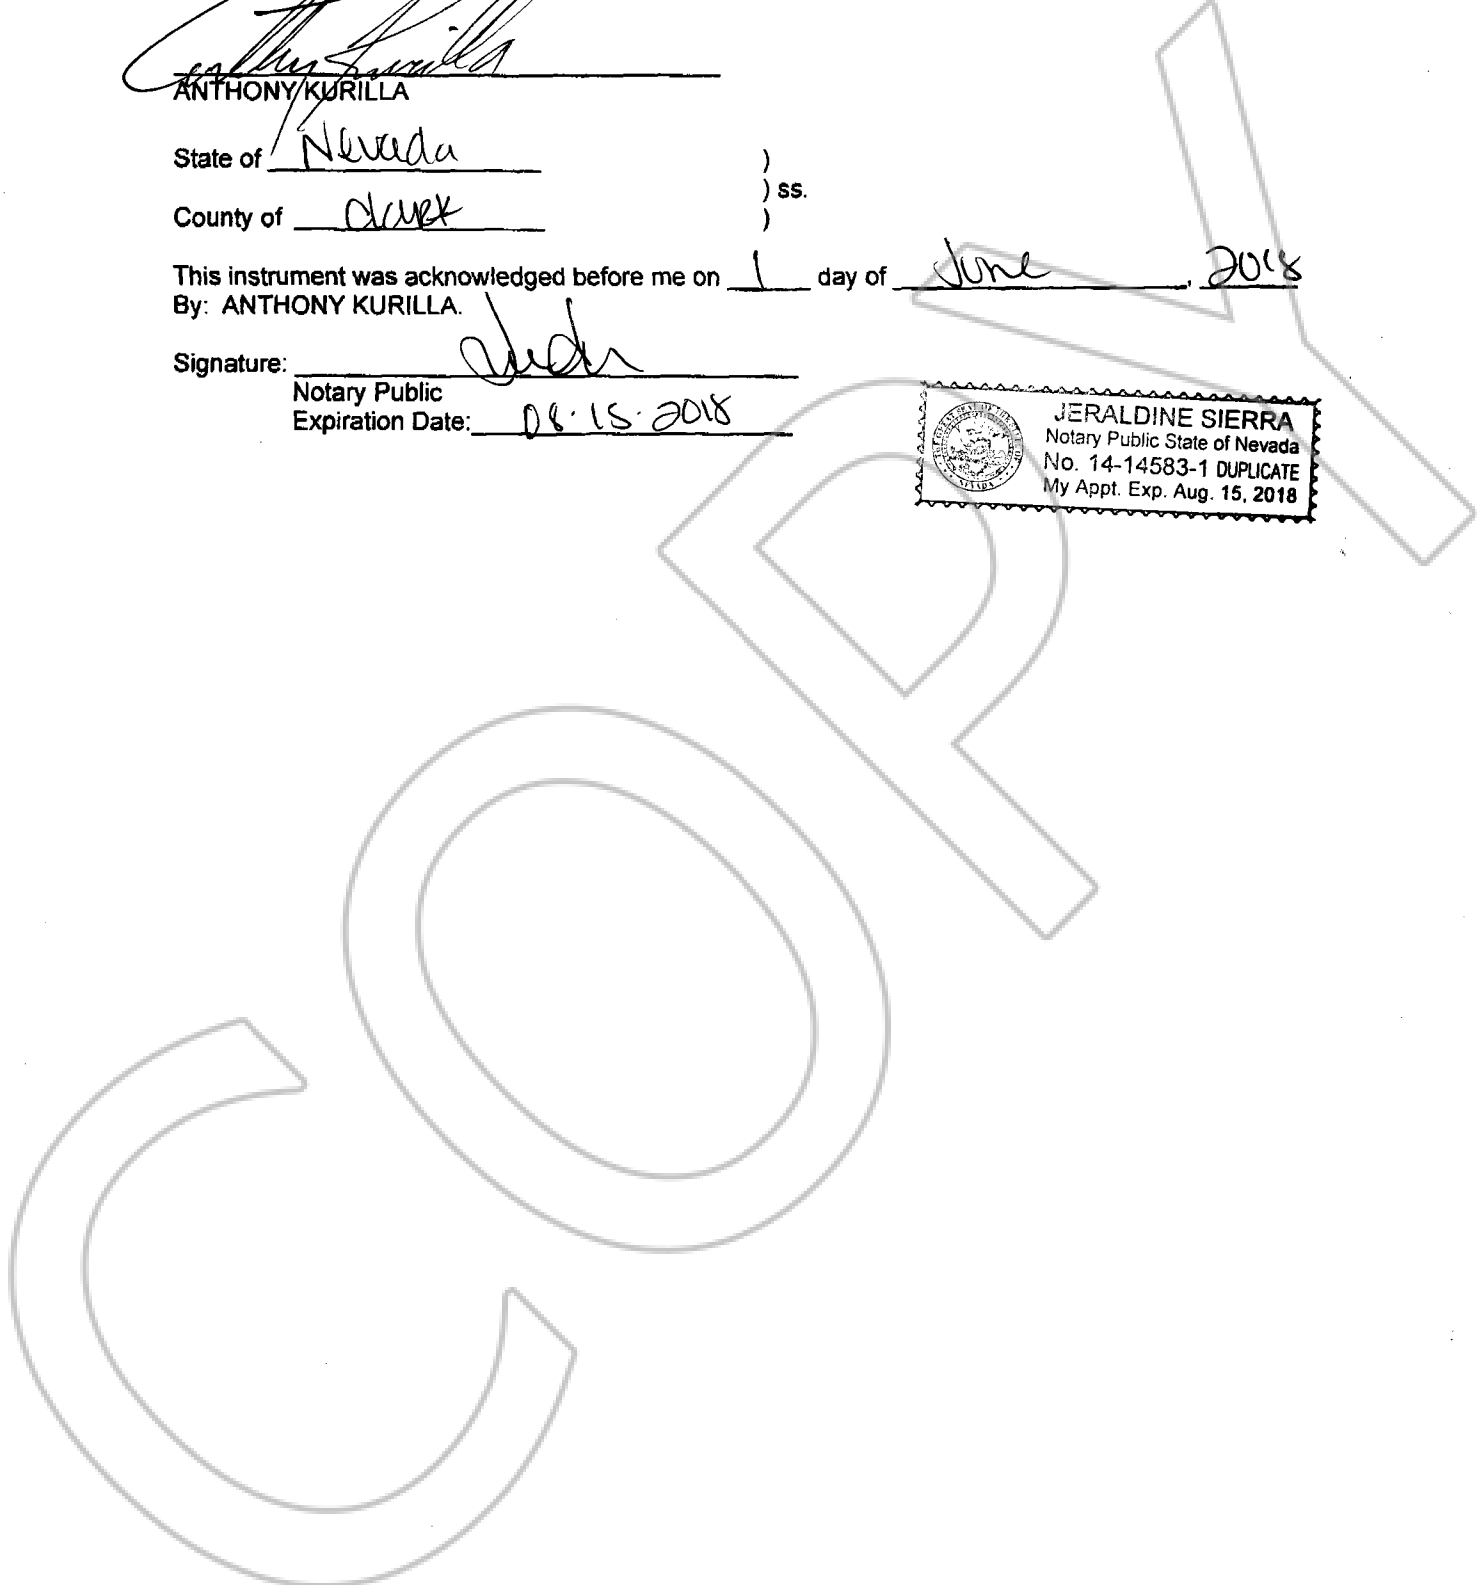 Anthony Kurilla
ANTHONY KURILLA
State of Nevada )
) ss.
County of Clark )
This instrument was acknowledged before me on 1 day of June, 2018
By: ANTHONY KURILLA.
Signature:
Notary Public
Expiration Date: 08·15·2018
JERALDINE SIERRA
Notary Public State of Nevada
No. 14-14583-1 DUPLICATE
My Appt. Exp. Aug. 15, 2018
COPY